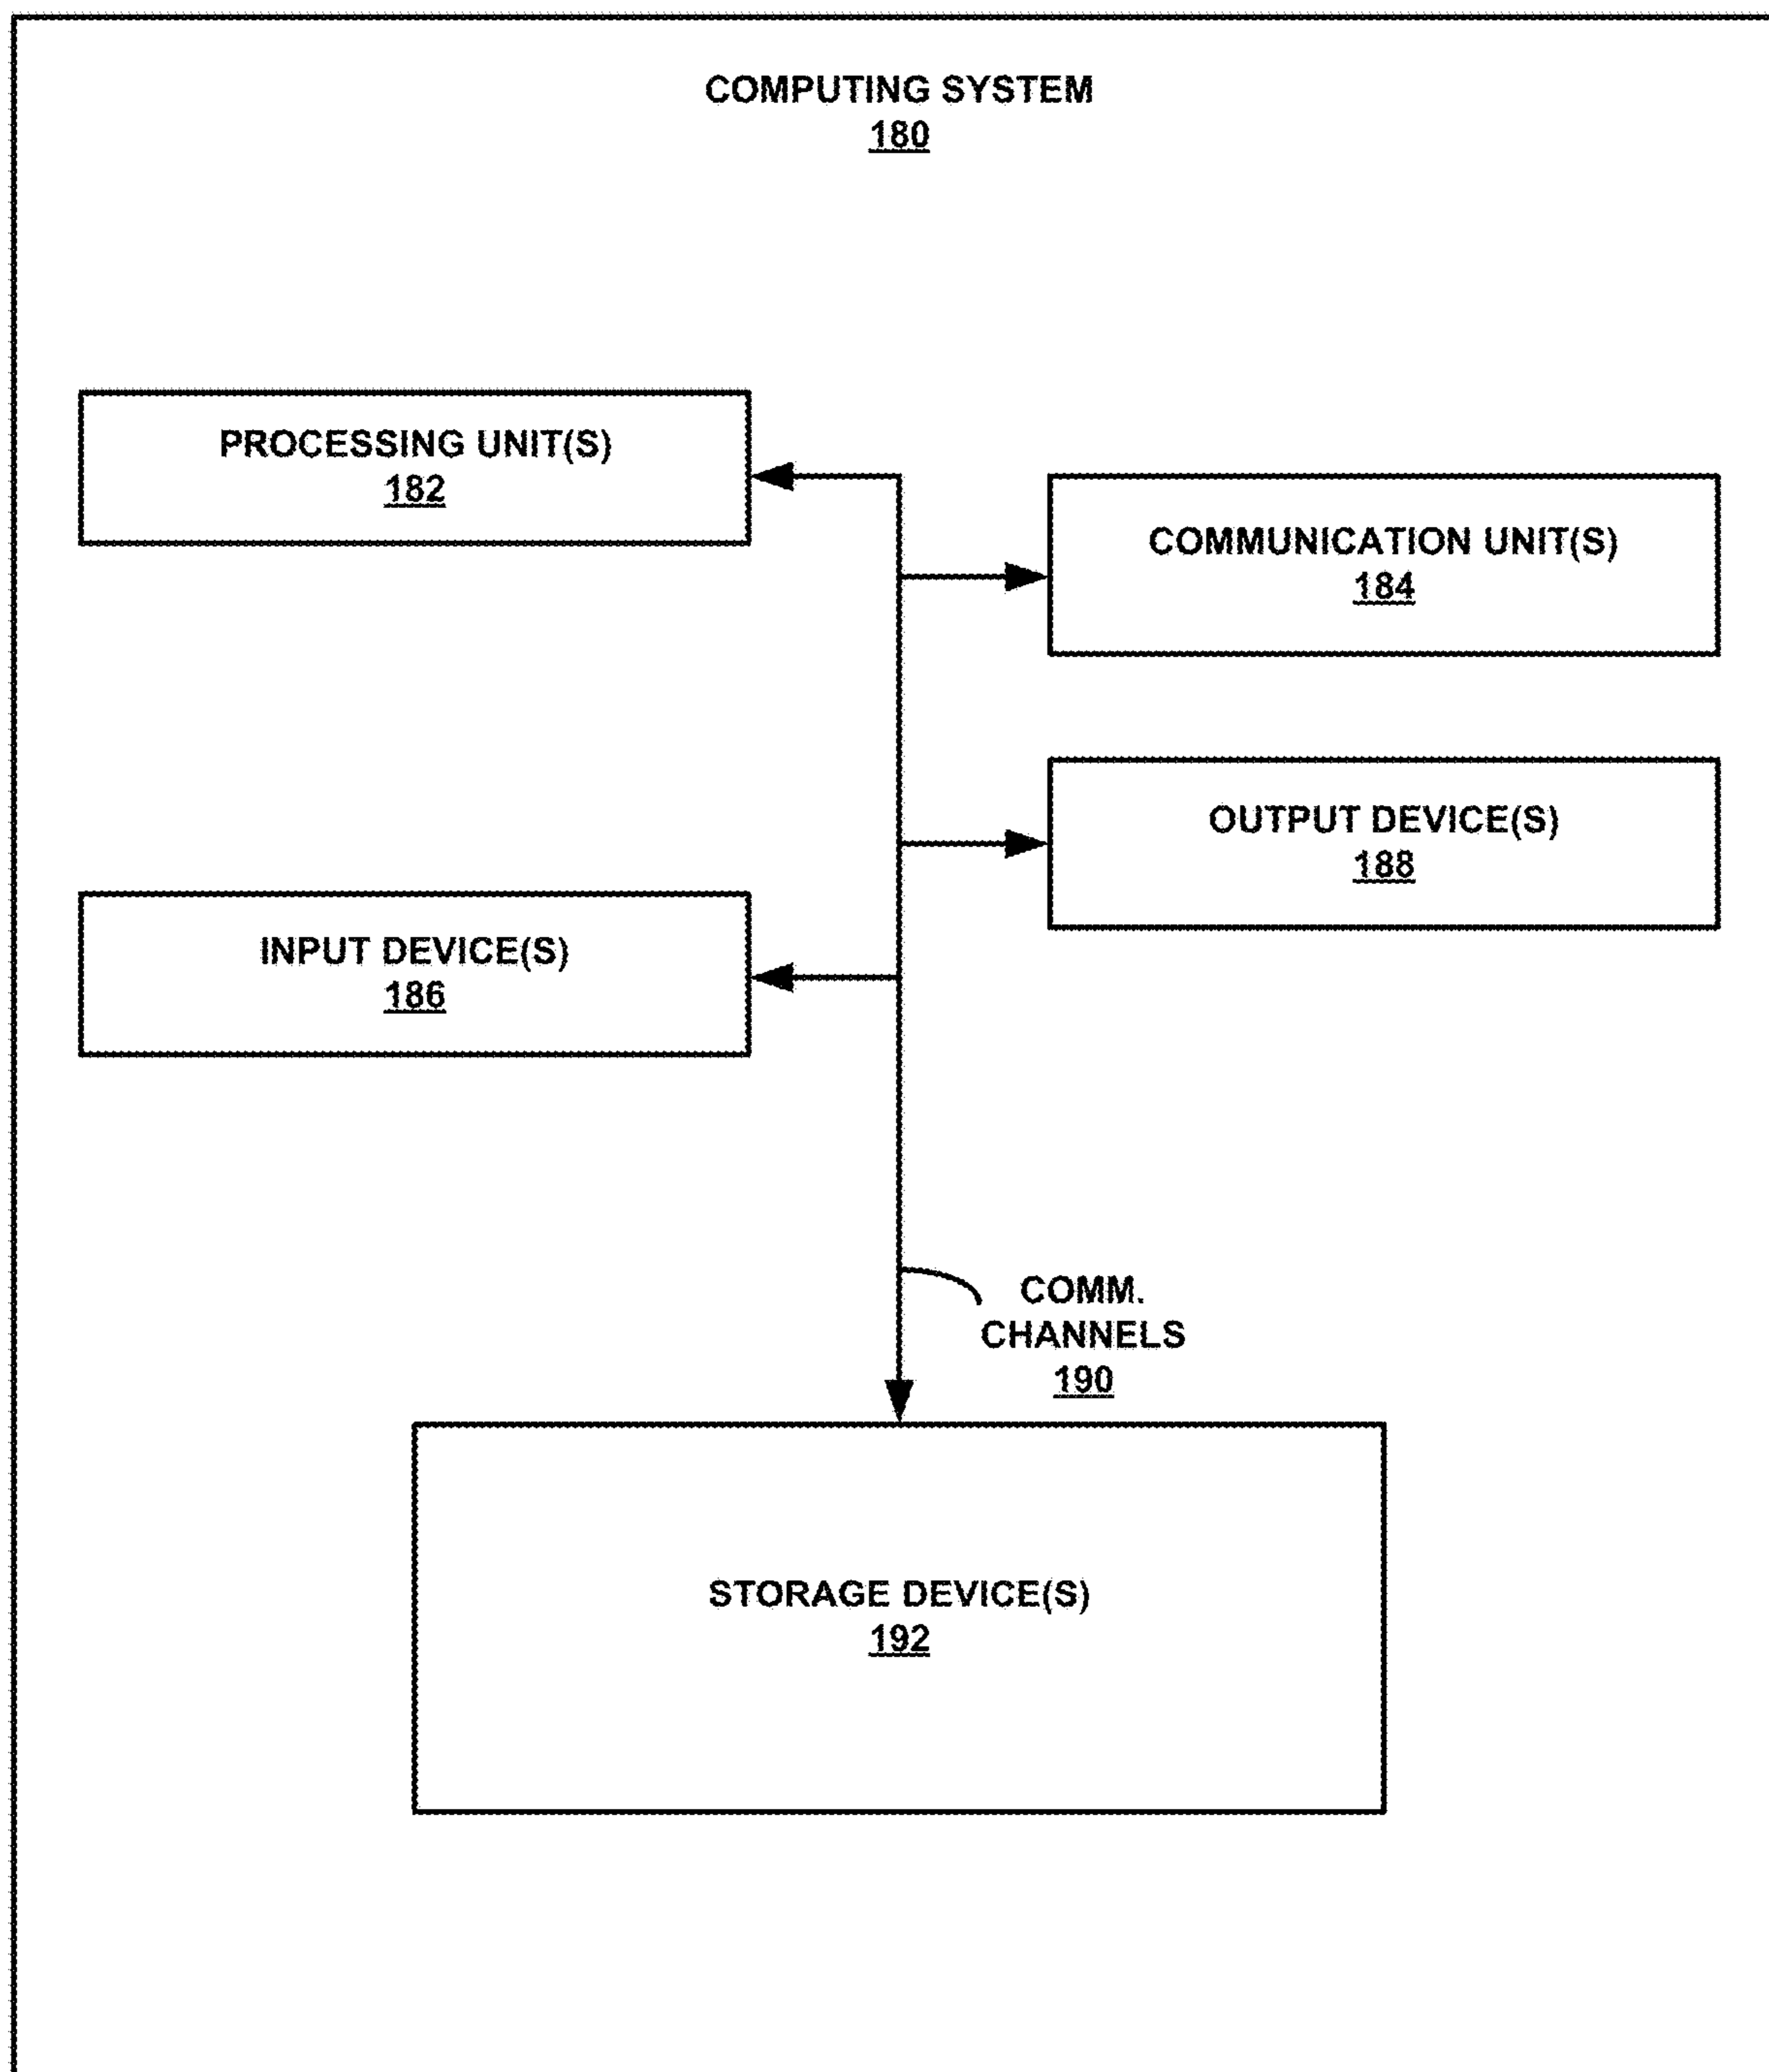 COMPUTING SYSTEM
180
PROCESSING UNIT(S)
182
COMMUNICATION UNIT(S)
184
OUTPUT DEVICE(S)
188
INPUT DEVICE(S)
186
COMM.
CHANNELS
190
STORAGE DEVICE(S)
192